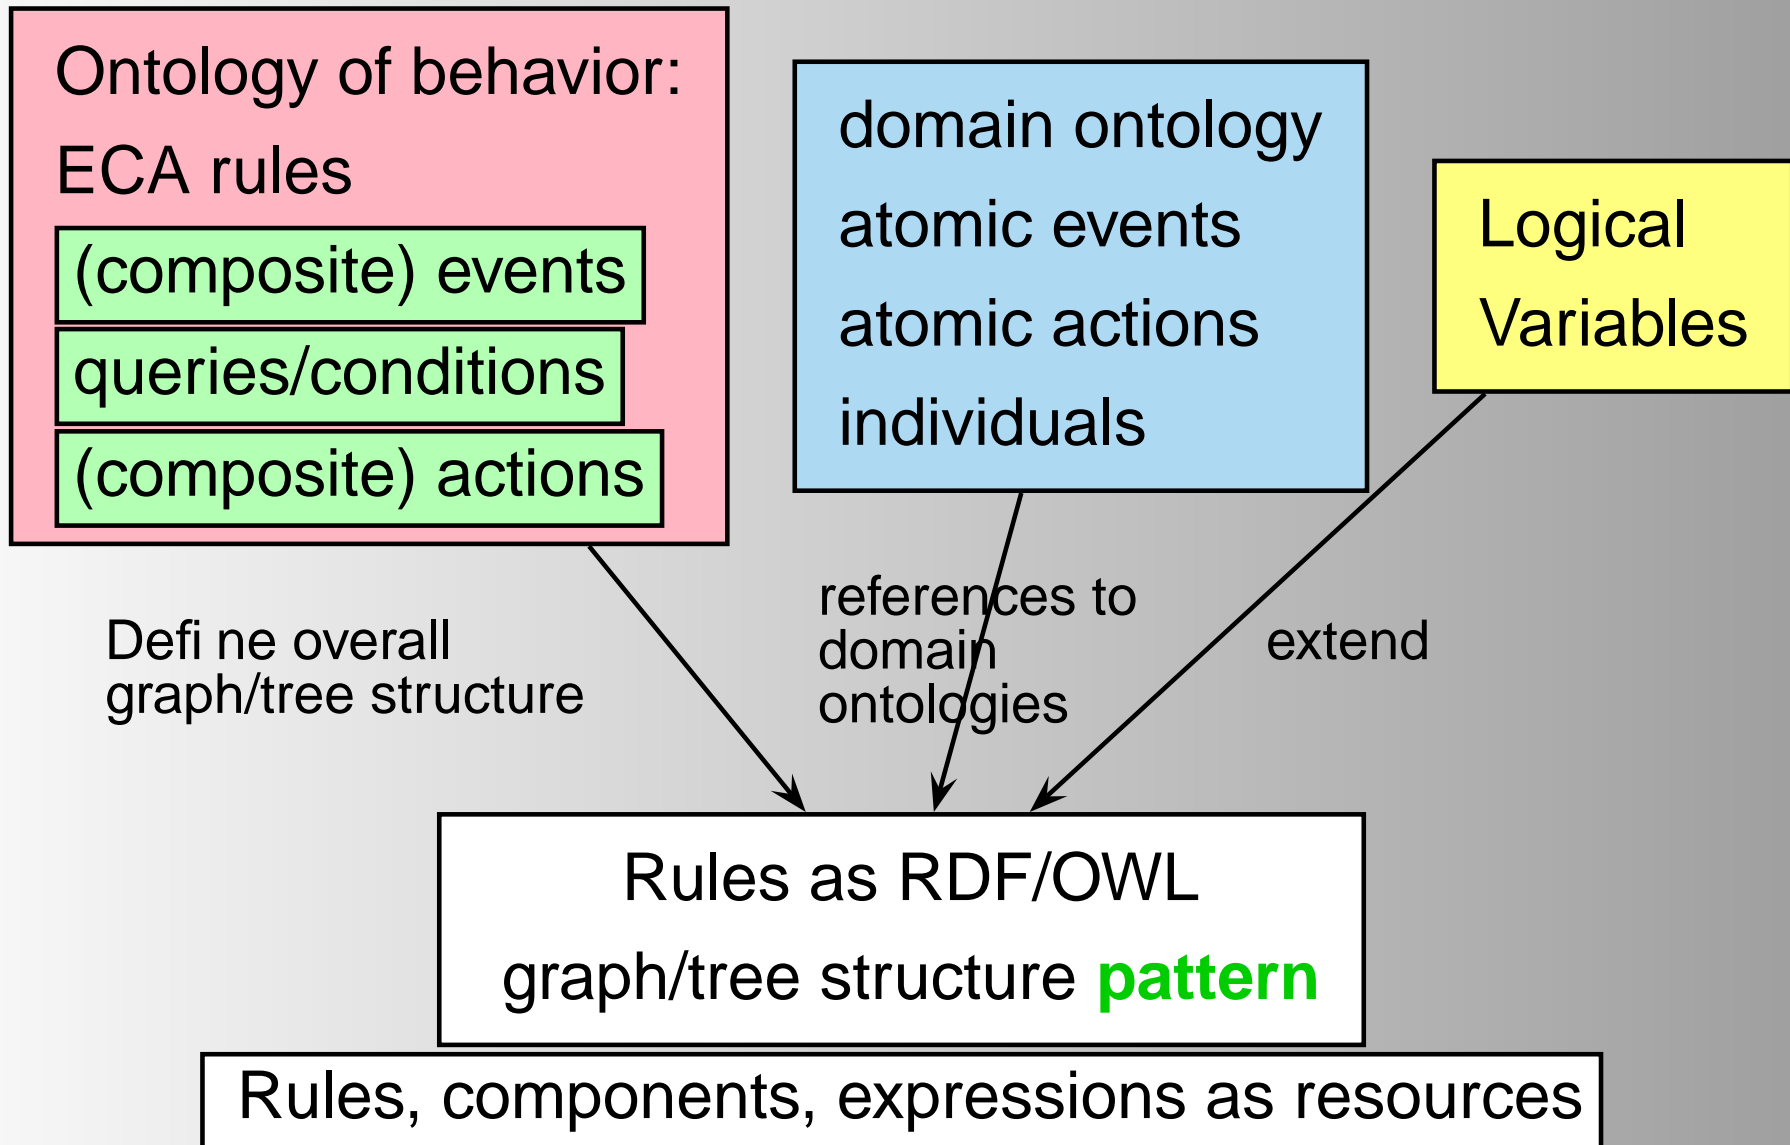 Ontology of behavior:
ECA rules
(composite) events
queries/conditions
(composite) actions
domain ontology
atomic events
atomic actions
individuals
Logical
Variables
Defi ne overall
graph/tree structure
references to
domain
ontologies
extend
Rules as RDF/OWL
graph/tree structure pattern
Rules, components, expressions as resources